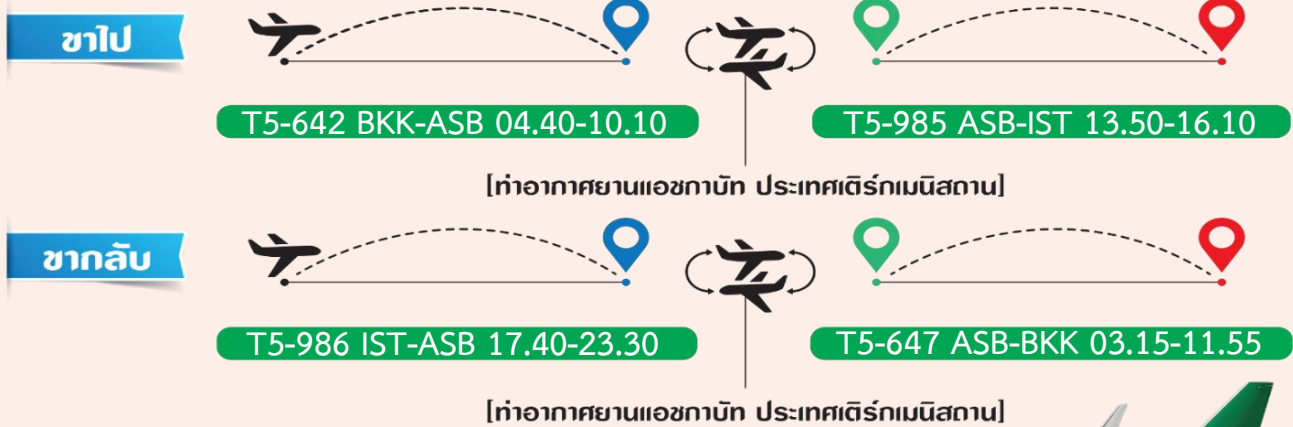 ขาไป
T5-642 BKK-ASB 04.40-10.10
T5-985 ASB-IST 13.50-16.10
[ท่าอากาศยานแอชกาบัท ประเทศเติร์กเมนิสถาน]
ขากลับ
T5-986 IST-ASB 17.40-23.30
T5-647 ASB-BKK 03.15-11.55
[ท่าอากาศยานแอชกาบัท ประเทศเติร์กเมนิสถาน]